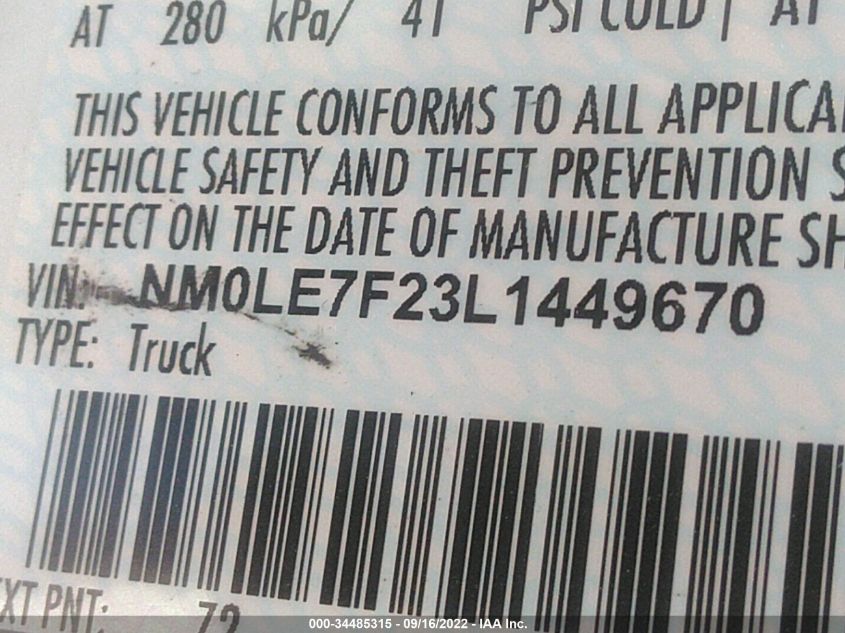 AT 280 kPa/ 41 PSI COLD | AT
THIS VEHICLE CONFORMS TO ALL APPLICA
VEHICLE SAFETY AND THEFT PREVENTION S
EFFECT ON THE DATE OF MANUFACTURE SH
VIN: NM0LE7F23L1449670
TYPE: Truck
EXT PNT: 72
000-34485315 - 09/16/2022 - IAA Inc.